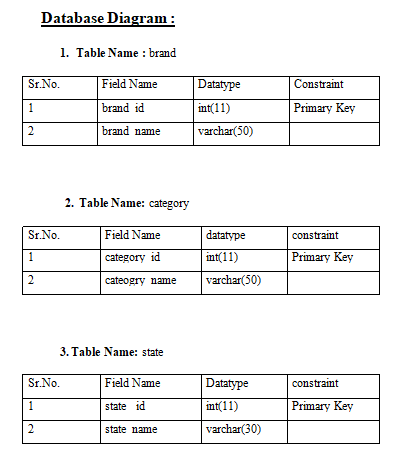 Database Diagram :
1. Table Name : brand
Sr.No. Field Name Datatype Constraint
1 brand id int(11) Primary Key
2 brand name varchar(50)
2. Table Name: category
Sr.No. Field Name datatype constraint
1 category id int(11) Primary Key
2 cateogry name varchar(50)
3. Table Name: state
Sr.No. Field Name Datatype constraint
1 state id int(11) Primary Key
2 state name varchar(30)